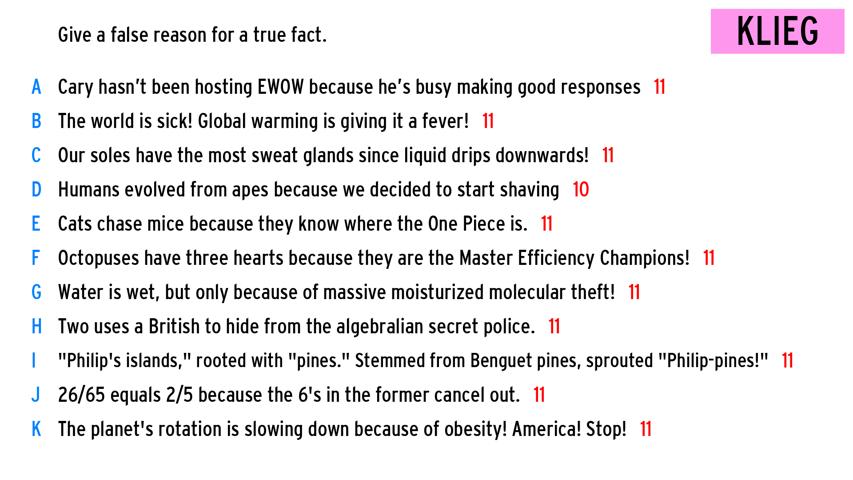 Give a false reason for a true fact.
KLIEG
A Cary hasn't been hosting EWOW because he's busy making good responses 11
B The world is sick! Global warming is giving it a fever! 11
C Our soles have the most sweat glands since liquid drips downwards! 11
D Humans evolved from apes because we decided to start shaving 10
E Cats chase mice because they know where the One Piece is. 11
F Octopuses have three hearts because they are the Master Efficiency Champions! 11
G Water is wet, but only because of massive moisturized molecular theft! 11
H Two uses a British to hide from the algebralian secret police. 11
I "Philip's islands," rooted with "pines." Stemmed from Benguet pines, sprouted "Philip-pines!" 11
J 26/65 equals 2/5 because the 6's in the former cancel out. 11
K The planet's rotation is slowing down because of obesity! America! Stop! 11